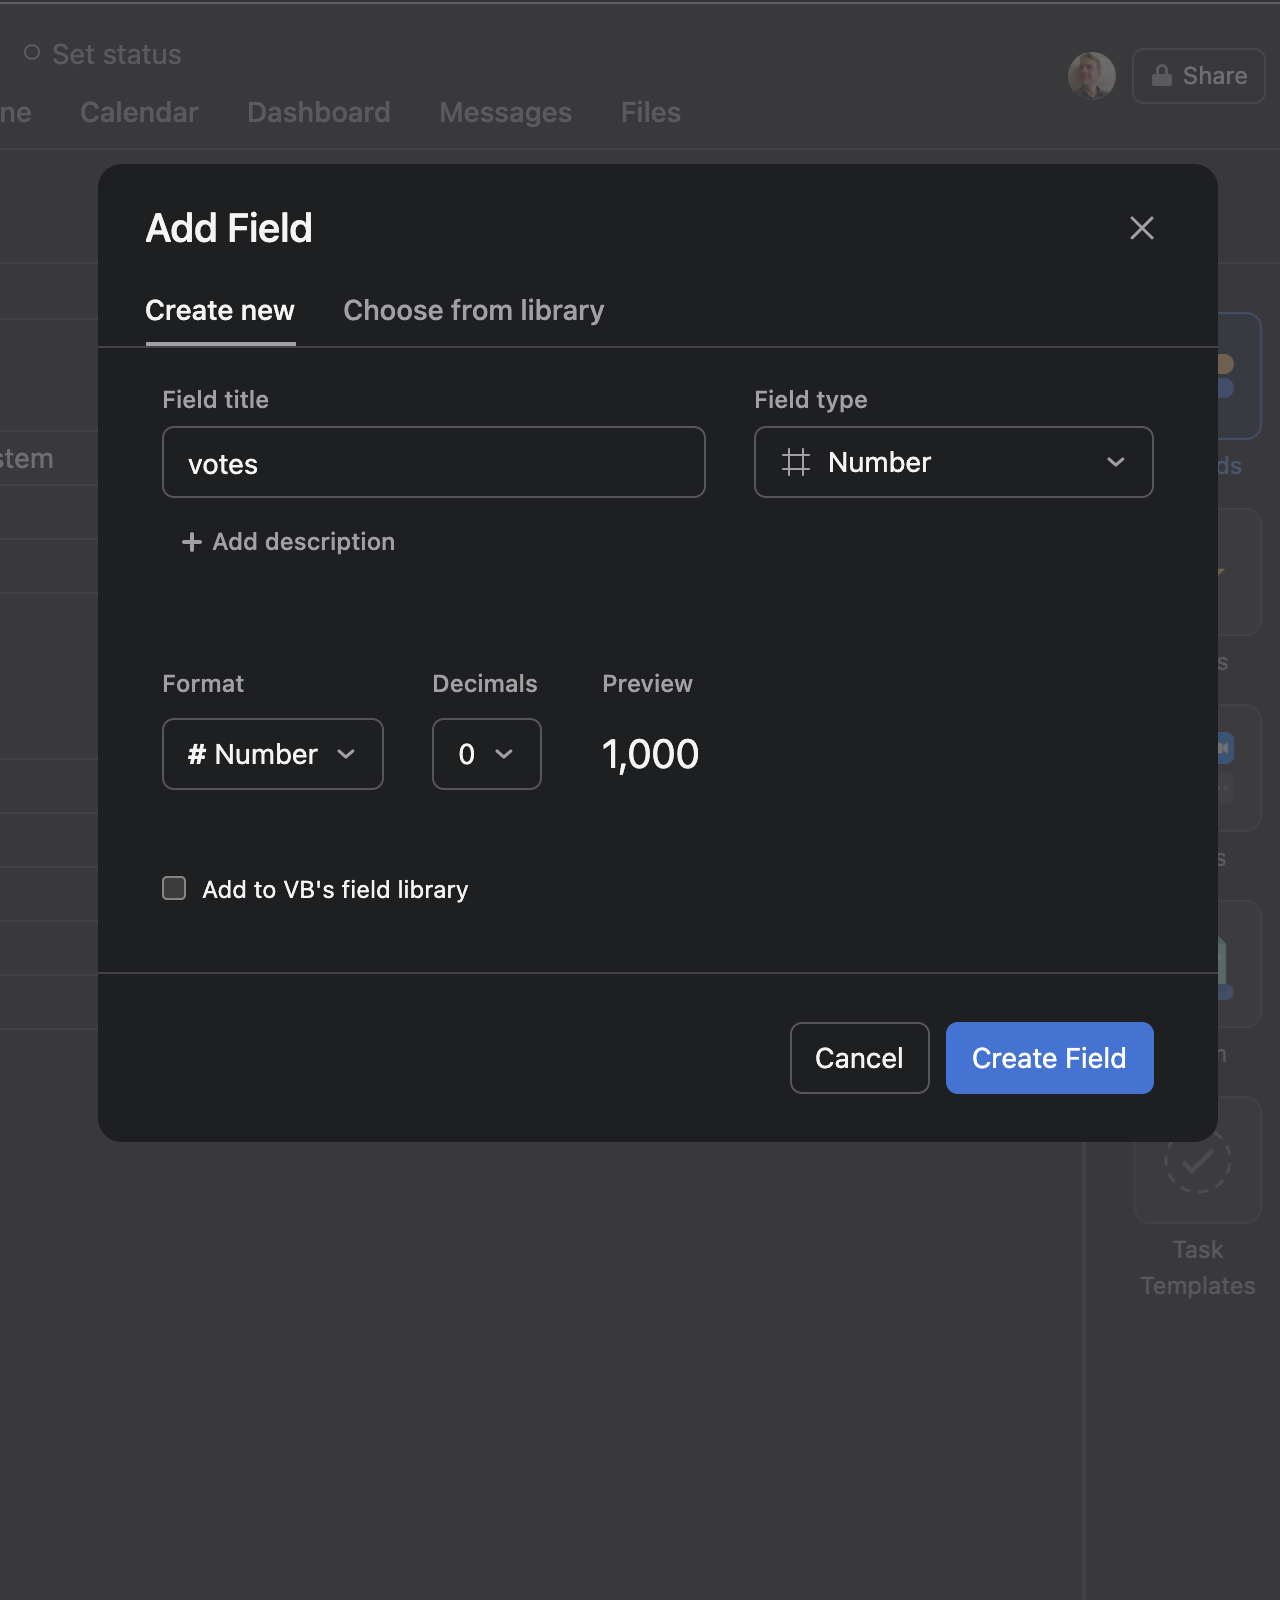 Set status
Share
ne Calendar Dashboard Messages Files
Add Field
Create new Choose from library
Field title Field type
votes Number
stem
ds
+ Add description
s
Format Decimals Preview
# Number 0 1,000
s
Add to VB's field library
n
Cancel Create Field
Task
Templates